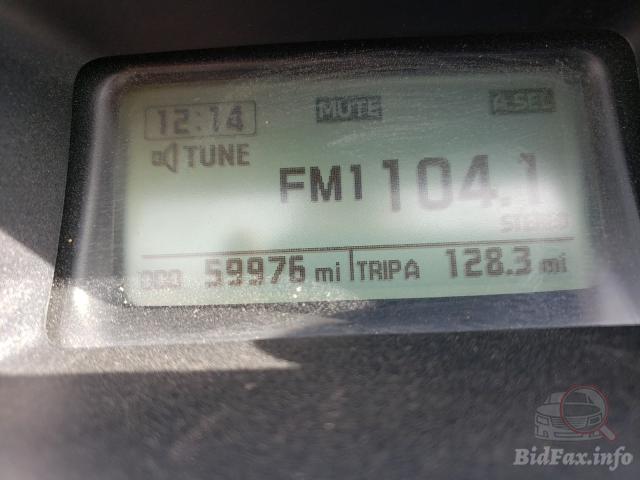 12:14 MUTE A.SEL
TUNE
FM1 104.1
STEREO
ODO 59976 mi TRIP A 128.3 mi
BidFax.info